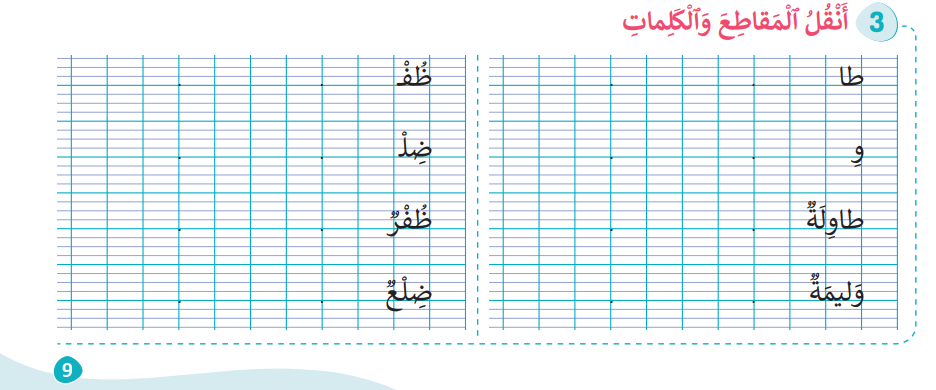 3 أَنْقُلُ ٱلْمَقاطِعَ وَٱلْكَلِماتِ
طا
وِ
طاوِلَةٌ
وَليمَةٌ
ظُفْـ
ضِلْـ
ظُفْرٌ
ضِلْعٌ
9